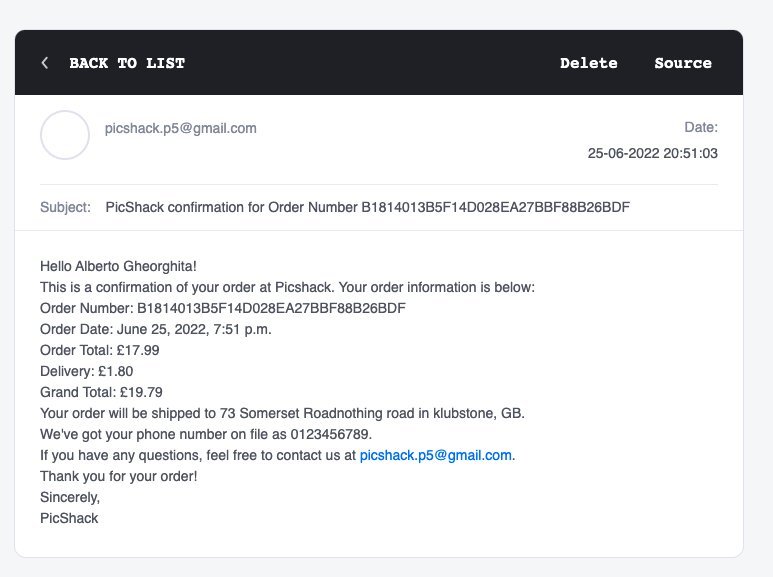 BACK TO LIST
Delete
Source
picshack.p5@gmail.com
Date:
25-06-2022 20:51:03
Subject: PicShack confirmation for Order Number B1814013B5F14D028EA27BBF88B26BDF
Hello Alberto Gheorghita!
This is a confirmation of your order at Picshack. Your order information is below:
Order Number: B1814013B5F14D028EA27BBF88B26BDF
Order Date: June 25, 2022, 7:51 p.m.
Order Total: £17.99
Delivery: £1.80
Grand Total: £19.79
Your order will be shipped to 73 Somerset Roadnothing road in klubstone, GB.
We've got your phone number on file as 0123456789.
If you have any questions, feel free to contact us at picshack.p5@gmail.com.
Thank you for your order!
Sincerely,
PicShack